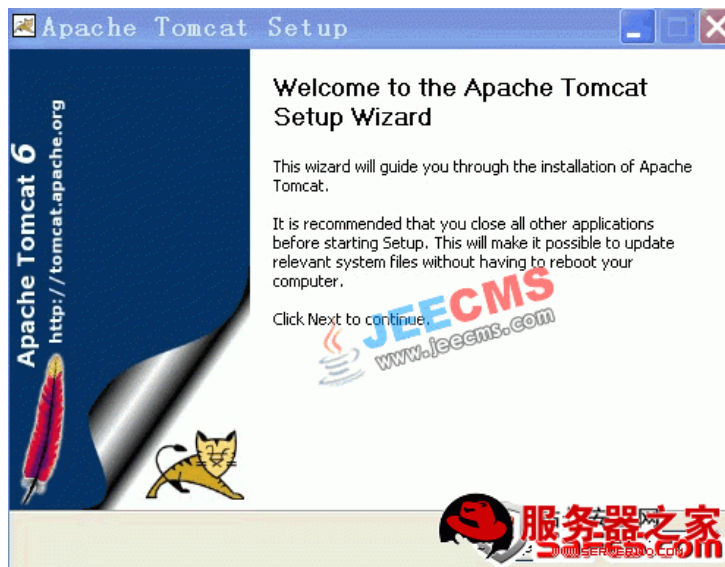 Apache Tomcat Setup
Apache Tomcat 6
http://tomcat.apache.org
Welcome to the Apache Tomcat
Setup Wizard
This wizard will guide you through the installation of Apache
Tomcat.
It is recommended that you close all other applications
before starting Setup. This will make it possible to update
relevant system files without having to reboot your
computer.
Click Next to continue.
JEECMS
www.jeecms.com
服务器之家